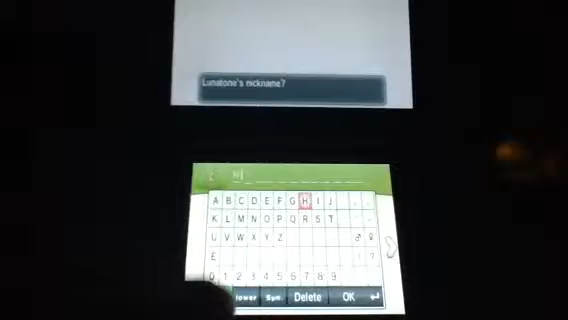 Lunatone's nickname?
H
A B C D E F G H I J , .
K L M N O P Q R S T ' -
U V W X Y Z ♂ ♀
É ! ?
0 1 2 3 4 5 6 7 8 9
lower Sym. Delete OK